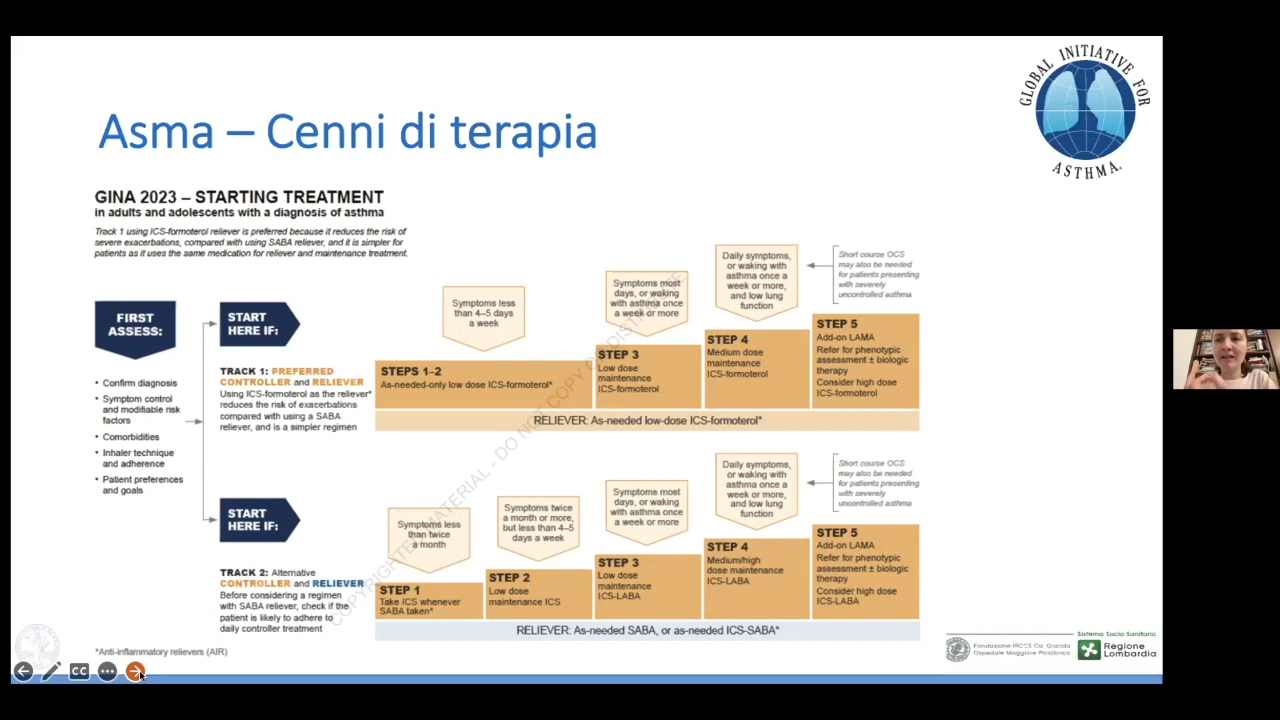 GLOBAL INITIATIVE FOR
ASTHMA.
Asma – Cenni di terapia
GINA 2023 – STARTING TREATMENT
in adults and adolescents with a diagnosis of asthma
Track 1 using ICS-formoterol reliever is preferred because it reduces the risk of
severe exacerbations, compared with using SABA reliever, and it is simpler for
patients as it uses the same medication for reliever and maintenance treatment.
FIRST
ASSESS:
• Confirm diagnosis
• Symptom control
and modifiable risk
factors
• Comorbidities
• Inhaler technique
and adherence
• Patient preferences
and goals
START
HERE IF:
TRACK 1: PREFERRED
CONTROLLER and RELIEVER
Using ICS-formoterol as the reliever*
reduces the risk of exacerbations
compared with using a SABA
reliever, and is a simpler regimen
Symptoms less
than 4–5 days
a week
Symptoms most
days, or waking
with asthma once
a week or more
Daily symptoms,
or waking with
asthma once a
week or more,
and low lung
function
Short course OCS
may also be needed
for patients presenting
with severely
uncontrolled asthma
STEPS 1–2
As-needed-only low dose ICS-formoterol*
STEP 3
Low dose
maintenance
ICS-formoterol
STEP 4
Medium dose
maintenance
ICS-formoterol
STEP 5
Add-on LAMA
Refer for phenotypic
assessment ± biologic
therapy
Consider high dose
ICS-formoterol
RELIEVER: As-needed low-dose ICS-formoterol*
START
HERE IF:
TRACK 2: Alternative
CONTROLLER and RELIEVER
Before considering a regimen
with SABA reliever, check if the
patient is likely to adhere to
daily controller treatment
Symptoms less
than twice
a month
Symptoms twice
a month or more,
but less than 4–5
days a week
Symptoms most
days, or waking
with asthma once
a week or more
Daily symptoms,
or waking with
asthma once a
week or more,
and low lung
function
Short course OCS
may also be needed
for patients presenting
with severely
uncontrolled asthma
STEP 1
Take ICS whenever
SABA taken*
STEP 2
Low dose
maintenance ICS
STEP 3
Low dose
maintenance
ICS-LABA
STEP 4
Medium/high
dose maintenance
ICS-LABA
STEP 5
Add-on LAMA
Refer for phenotypic
assessment ± biologic
therapy
Consider high dose
ICS-LABA
RELIEVER: As-needed SABA, or as-needed ICS-SABA*
*Anti-inflammatory relievers (AIR)
COPYRIGHTED MATERIAL - DO NOT COPY OR DISTRIBUTE
CC
Fondazione IRCCS Ca' Granda
Ospedale Maggiore Policlinico
Sistema Socio Sanitario
Regione
Lombardia